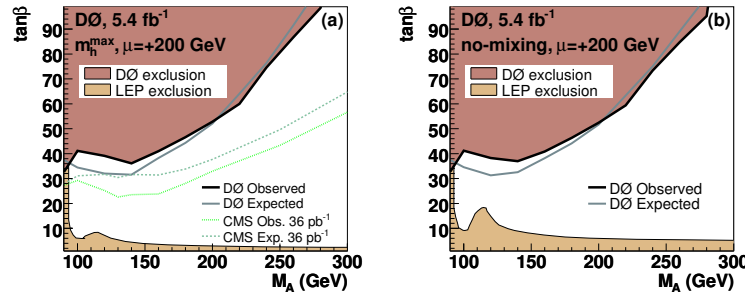 DØ, 5.4 fb⁻¹
(a)
m_h^max, μ=+200 GeV
DØ exclusion
LEP exclusion
DØ Observed
DØ Expected
CMS Obs. 36 pb⁻¹
CMS Exp. 36 pb⁻¹
tanβ
90
80
70
60
50
40
30
20
10
100
150
200
250
300
M_A (GeV)
DØ, 5.4 fb⁻¹
(b)
no-mixing, μ=+200 GeV
DØ exclusion
LEP exclusion
DØ Observed
DØ Expected
tanβ
90
80
70
60
50
40
30
20
10
100
150
200
250
300
M_A (GeV)